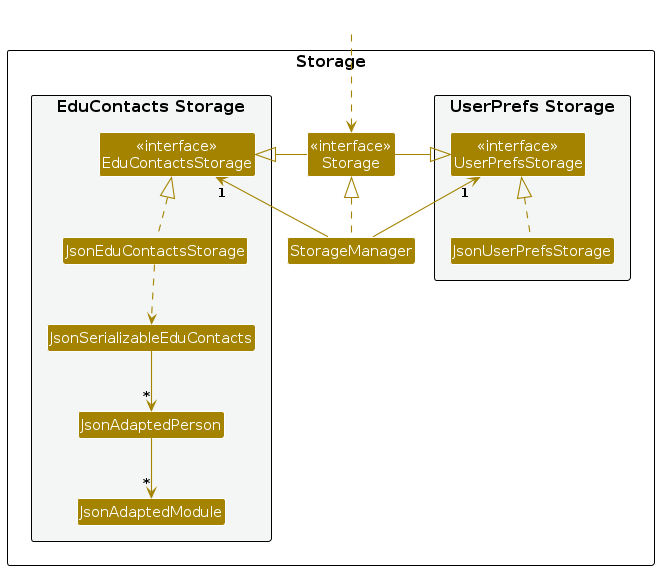 Storage
EduContacts Storage
UserPrefs Storage
«interface»
EduContactsStorage
«interface»
Storage
«interface»
UserPrefsStorage
1
1
JsonEduContactsStorage
StorageManager
JsonUserPrefsStorage
JsonSerializableEduContacts
*
JsonAdaptedPerson
*
JsonAdaptedModule